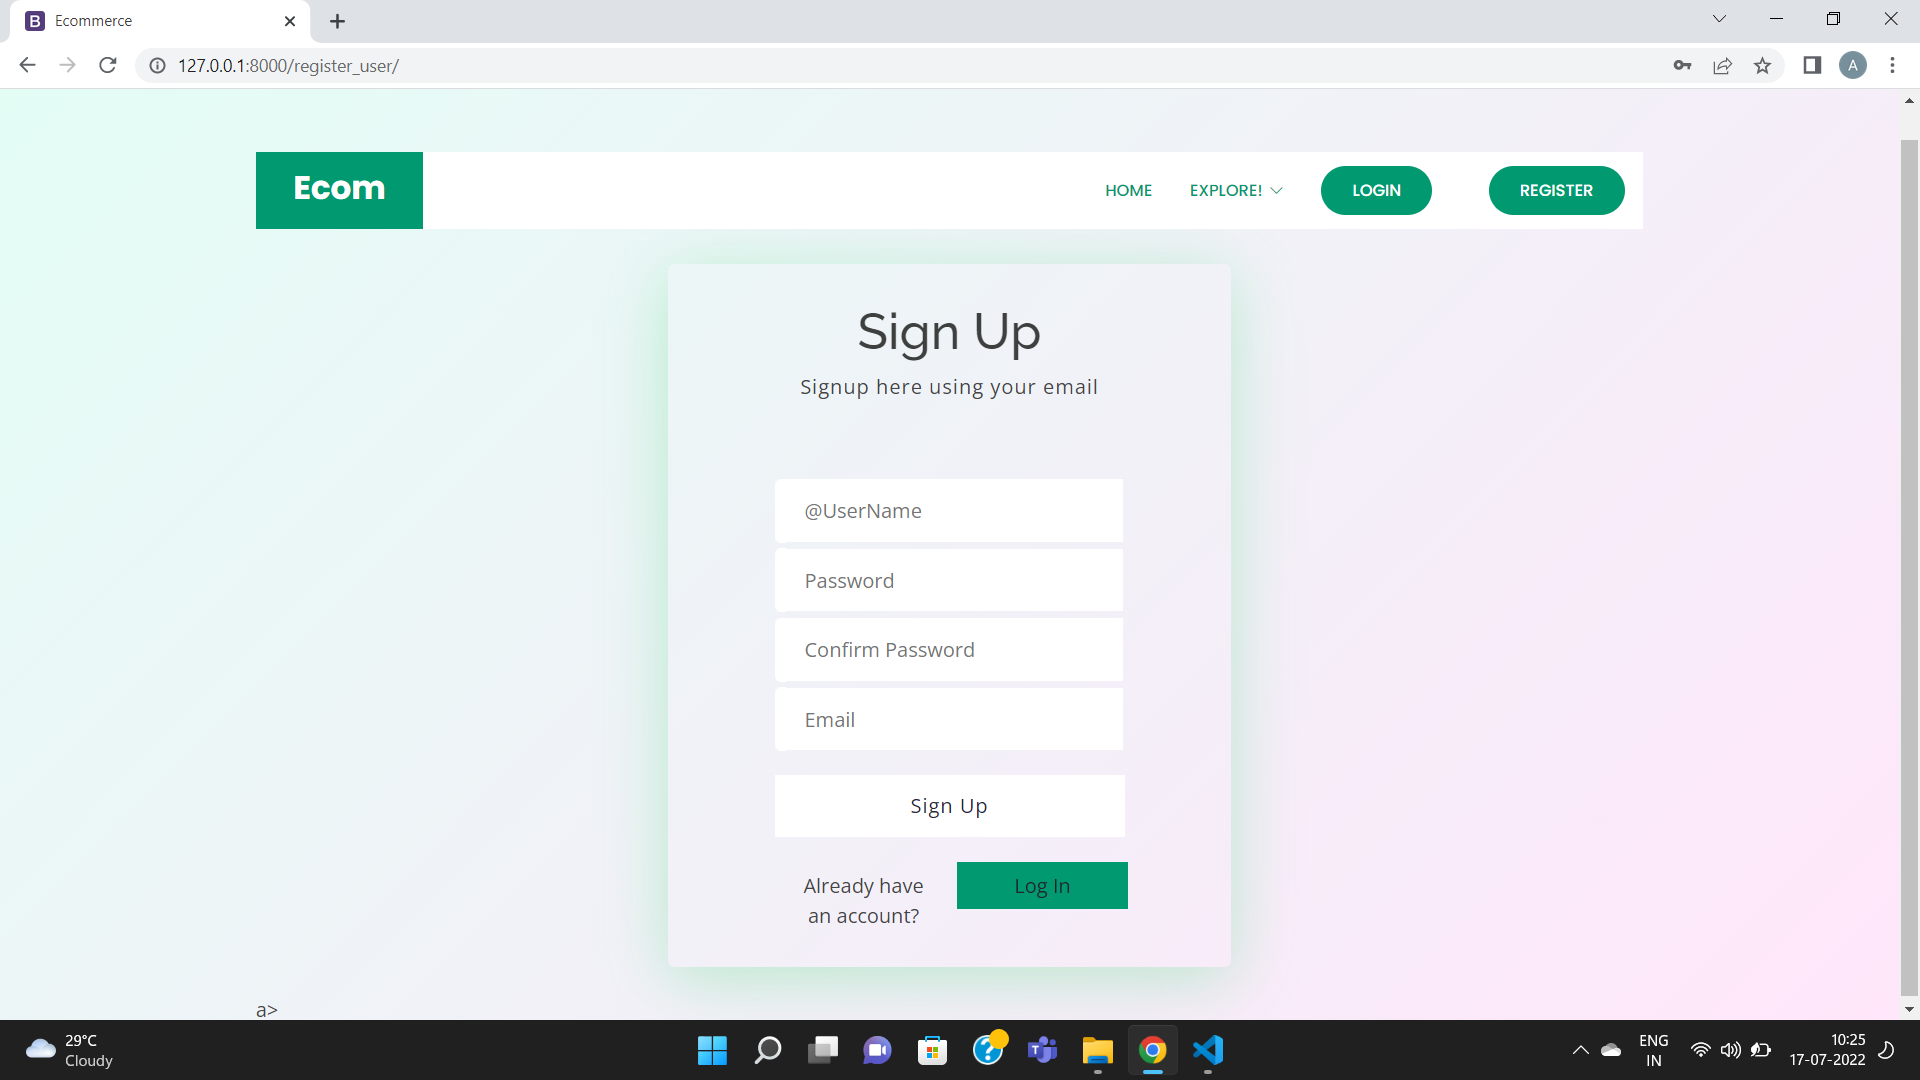 Ecommerce
127.0.0.1:8000/register_user/
A
Ecom
HOME
EXPLORE!
LOGIN
REGISTER
Sign Up
Signup here using your email
@UserName
Password
Confirm Password
Email
Sign Up
Already have
an account?
Log In
a>
29°C
Cloudy
ENG
IN
10:25
17-07-2022